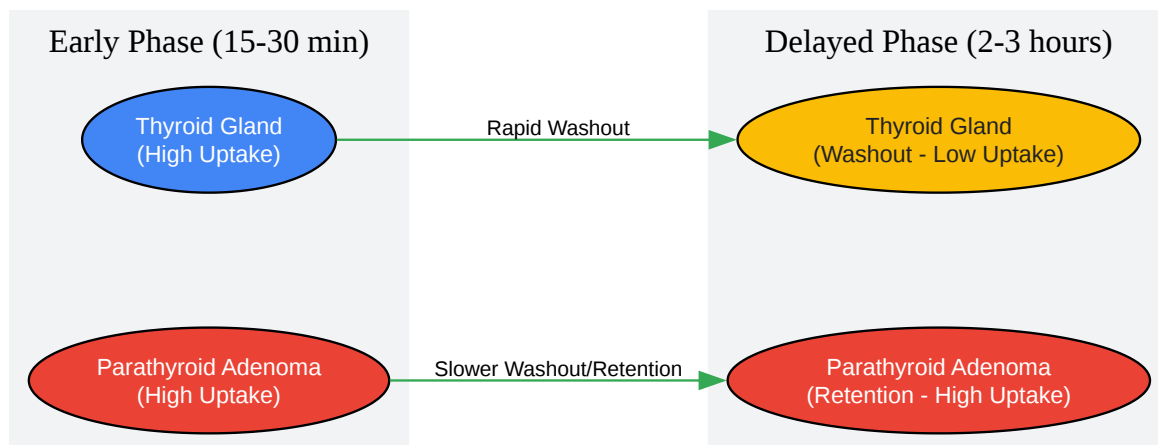 Early Phase (15-30 min)
Delayed Phase (2-3 hours)
Thyroid Gland
(High Uptake)
Rapid Washout
Thyroid Gland
(Washout - Low Uptake)
Parathyroid Adenoma
(High Uptake)
Slower Washout/Retention
Parathyroid Adenoma
(Retention - High Uptake)